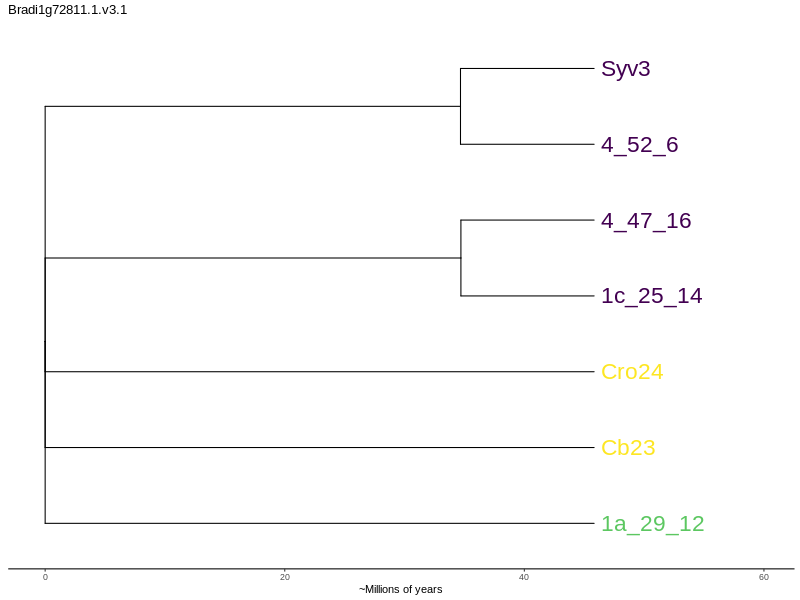 Bradi1g72811.1.v3.1
Syv3
4_52_6
4_47_16
1c_25_14
Cro24
Cb23
1a_29_12
0 20 40 60
~Millions of years